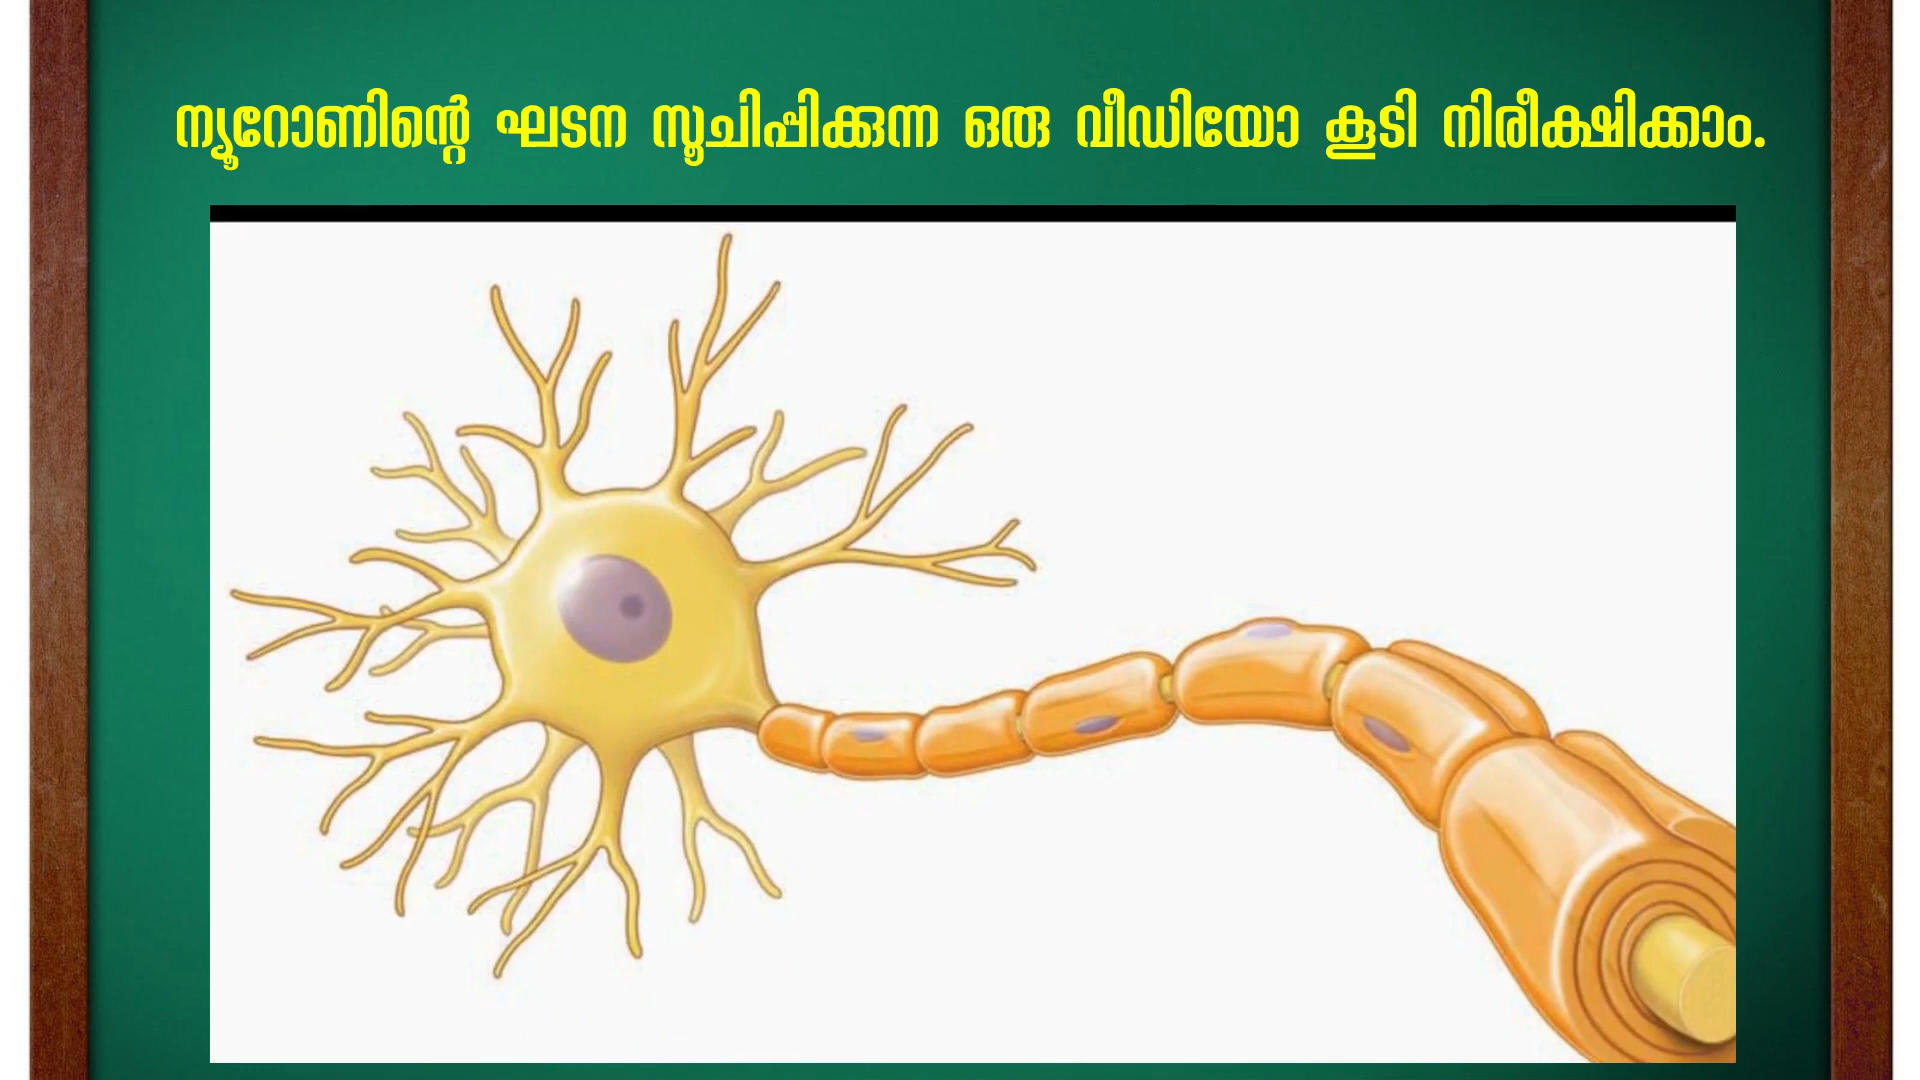 ന്യൂറോണിന്റെ ഘടന സൂചിപ്പിക്കുന്ന ഒരു വീഡിയോ കൂടി നിരീക്ഷിക്കാം.